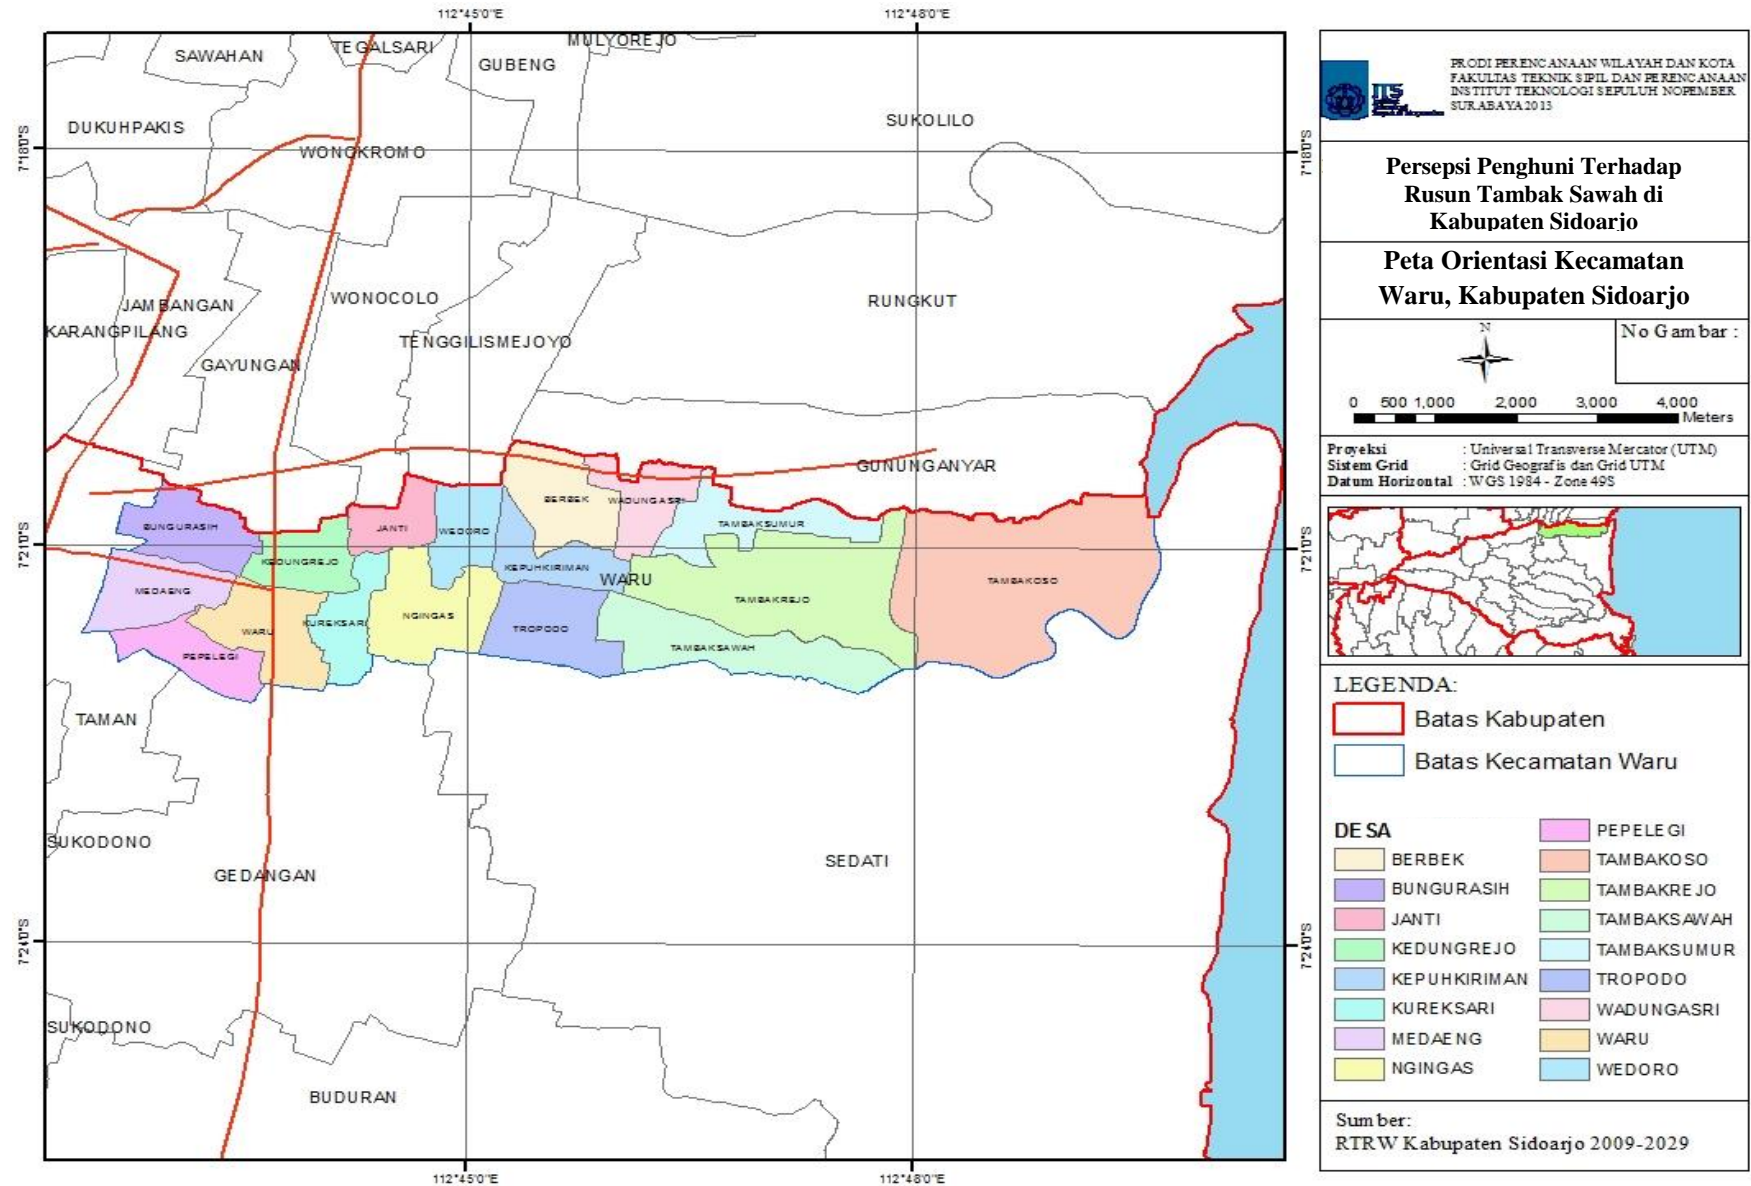 112°45'0"E
112°48'0"E
SAWAHAN
TEGALSARI
MULYOREJO
GUBENG
DUKUHPAKIS
SUKOLILO
WONOKROMO
7°18'0"S
7°18'0"S
JAMBANGAN
WONOCOLO
RUNGKUT
KARANGPILANG
TENGGILISMEJOYO
GAYUNGAN
GUNUNGANYAR
BERBEK
WADUNGASRI
BUNGURASIH
JANTI
WEDORO
TAMBAKSUMUR
7°21'0"S
7°21'0"S
KEDUNGREJO
KEPUHKIRIMAN
WARU
TAMBAKOSO
MEDAENG
TAMBAKREJO
NGINGAS
KUREKSARI
WARU
TROPODO
PEPELEGI
TAMBAKSAWAH
TAMAN
SUKODONO
SEDATI
GEDANGAN
7°24'0"S
7°24'0"S
SUKODONO
BUDURAN
112°45'0"E
112°48'0"E
ITS
PRODI PERENCANAAN WILAYAH DAN KOTA
FAKULTAS TEKNIK SIPIL DAN PERENCANAAN
INSTITUT TEKNOLOGI SEPULUH NOPEMBER
SURABAYA 2013
Persepsi Penghuni Terhadap
Rusun Tambak Sawah di
Kabupaten Sidoarjo
Peta Orientasi Kecamatan
Waru, Kabupaten Sidoarjo
N
No Gambar :
0 500 1,000 2,000 3,000 4,000
Meters
Proyeksi : Universal Transverse Mercator (UTM)
Sistem Grid : Grid Geografis dan Grid UTM
Datum Horizontal : WGS 1984 - Zone 49S
LEGENDA:
Batas Kabupaten
Batas Kecamatan Waru
DESA
BERBEK
BUNGURASIH
JANTI
KEDUNGREJO
KEPUHKIRIMAN
KUREKSARI
MEDAENG
NGINGAS
PEPELEGI
TAMBAKOSO
TAMBAKREJO
TAMBAKSAWAH
TAMBAKSUMUR
TROPODO
WADUNGASRI
WARU
WEDORO
Sumber:
RTRW Kabupaten Sidoarjo 2009-2029